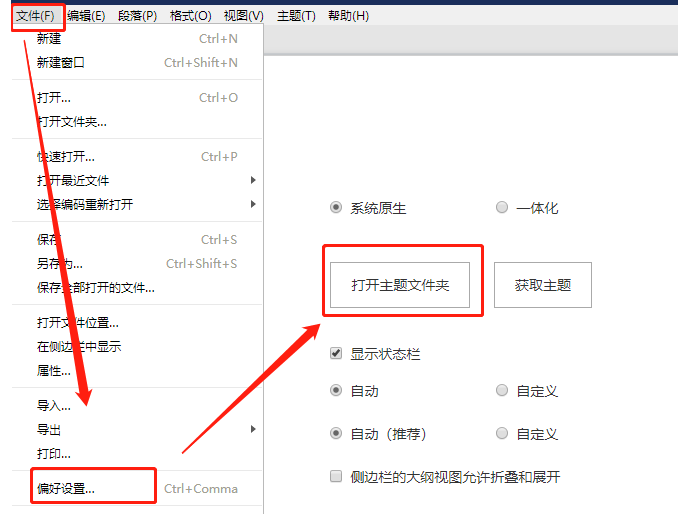 文件(F) 编辑(E) 段落(P) 格式(O) 视图(V) 主题(T) 帮助(H)
新建 Ctrl+N
新建窗口 Ctrl+Shift+N
打开... Ctrl+O
打开文件夹...
快速打开... Ctrl+P
打开最近文件
选择编码重新打开
保存 Ctrl+S
另存为... Ctrl+Shift+S
保存全部打开的文件...
打开文件位置...
在侧边栏中显示
属性...
导入...
导出
打印...
偏好设置... Ctrl+Comma
系统原生 一体化
打开主题文件夹 获取主题
显示状态栏
自动 自定义
自动（推荐） 自定义
侧边栏的大纲视图允许折叠和展开